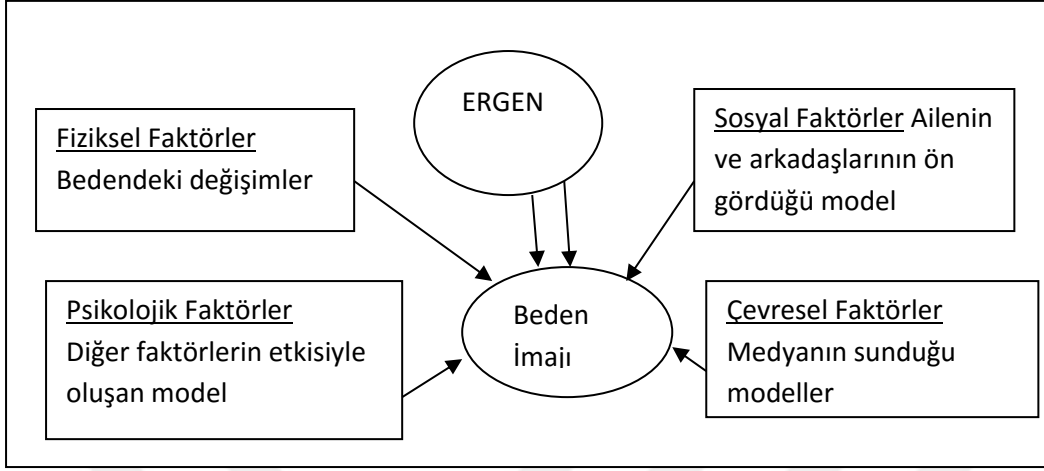 ERGEN
Fiziksel Faktörler
Bedendeki değişimler
Sosyal Faktörler Ailenin
ve arkadaşlarının ön
gördüğü model
Beden
İmajı
Psikolojik Faktörler
Diğer faktörlerin etkisiyle
oluşan model
Çevresel Faktörler
Medyanın sunduğu
modeller